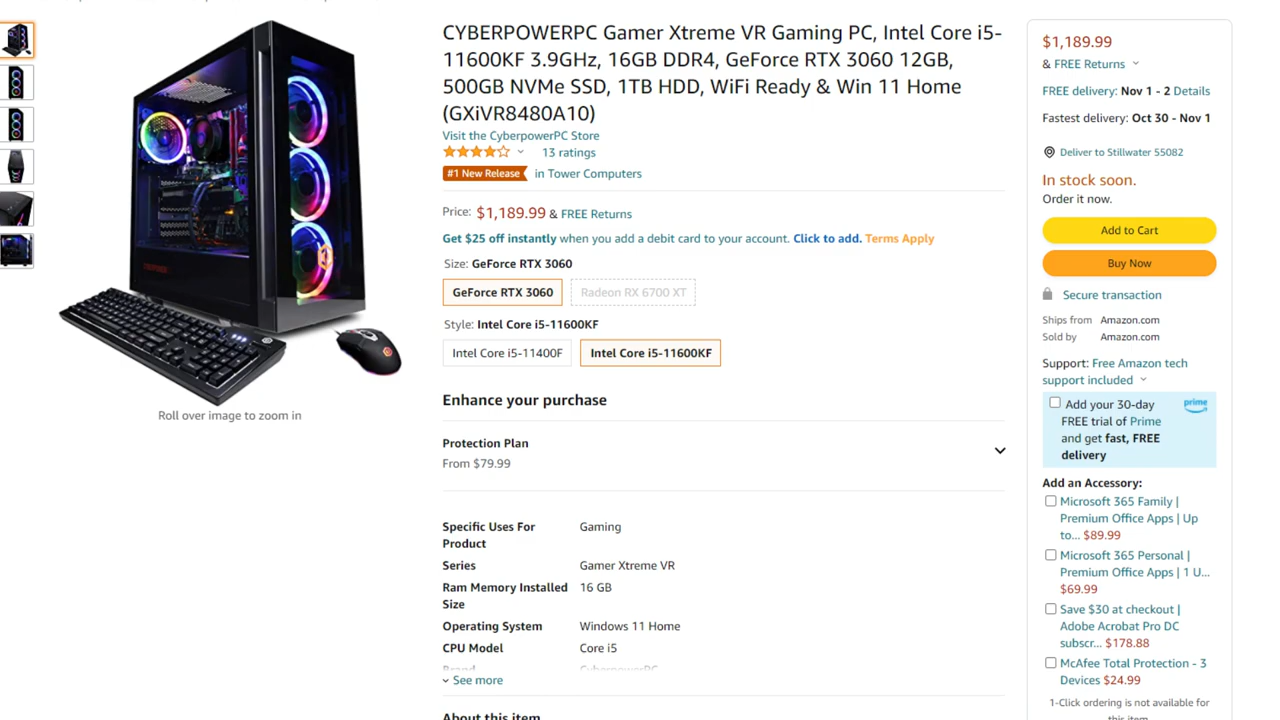 CYBERPOWERPC Gamer Xtreme VR Gaming PC, Intel Core i5-
11600KF 3.9GHz, 16GB DDR4, GeForce RTX 3060 12GB,
500GB NVMe SSD, 1TB HDD, WiFi Ready & Win 11 Home
(GXiVR8480A10)
Visit the CyberpowerPC Store
13 ratings
#1 New Release in Tower Computers
Price: $1,189.99 & FREE Returns
Get $25 off instantly when you add a debit card to your account. Click to add. Terms Apply
Size: GeForce RTX 3060
GeForce RTX 3060 Radeon RX 6700 XT
Style: Intel Core i5-11600KF
Intel Core i5-11400F Intel Core i5-11600KF
Roll over image to zoom in
Enhance your purchase
Protection Plan
From $79.99
Specific Uses For Gaming
Product
Series Gamer Xtreme VR
Ram Memory Installed 16 GB
Size
Operating System Windows 11 Home
CPU Model Core i5
Brand CyberpowerPC
See more
About this item
$1,189.99
& FREE Returns
FREE delivery: Nov 1 - 2 Details
Fastest delivery: Oct 30 - Nov 1
Deliver to Stillwater 55082
In stock soon.
Order it now.
Add to Cart
Buy Now
Secure transaction
Ships from Amazon.com
Sold by Amazon.com
Support: Free Amazon tech
support included
Add your 30-day prime
FREE trial of Prime
and get fast, FREE
delivery
Add an Accessory:
Microsoft 365 Family |
Premium Office Apps | Up
to... $89.99
Microsoft 365 Personal |
Premium Office Apps | 1 U...
$69.99
Save $30 at checkout |
Adobe Acrobat Pro DC
subscr... $178.88
McAfee Total Protection - 3
Devices $24.99
1-Click ordering is not available for
this item.